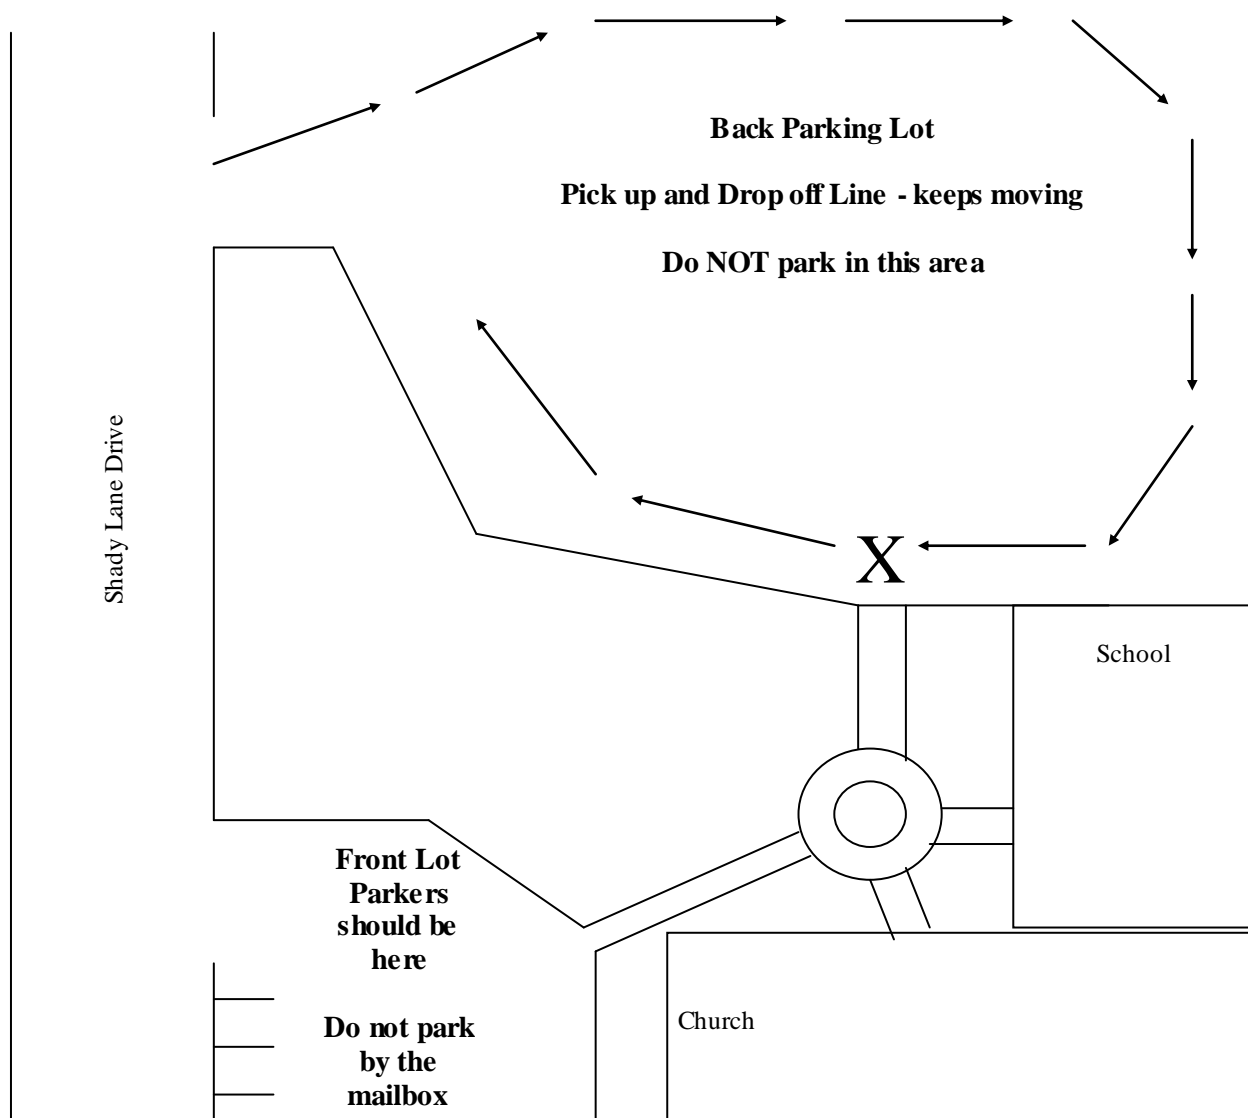 Back Parking Lot
Pick up and Drop off Line - keeps moving
Do NOT park in this area
Shady Lane Drive
X
School
Front Lot
Parkers
should be
here
Do not park
by the
mailbox
Church